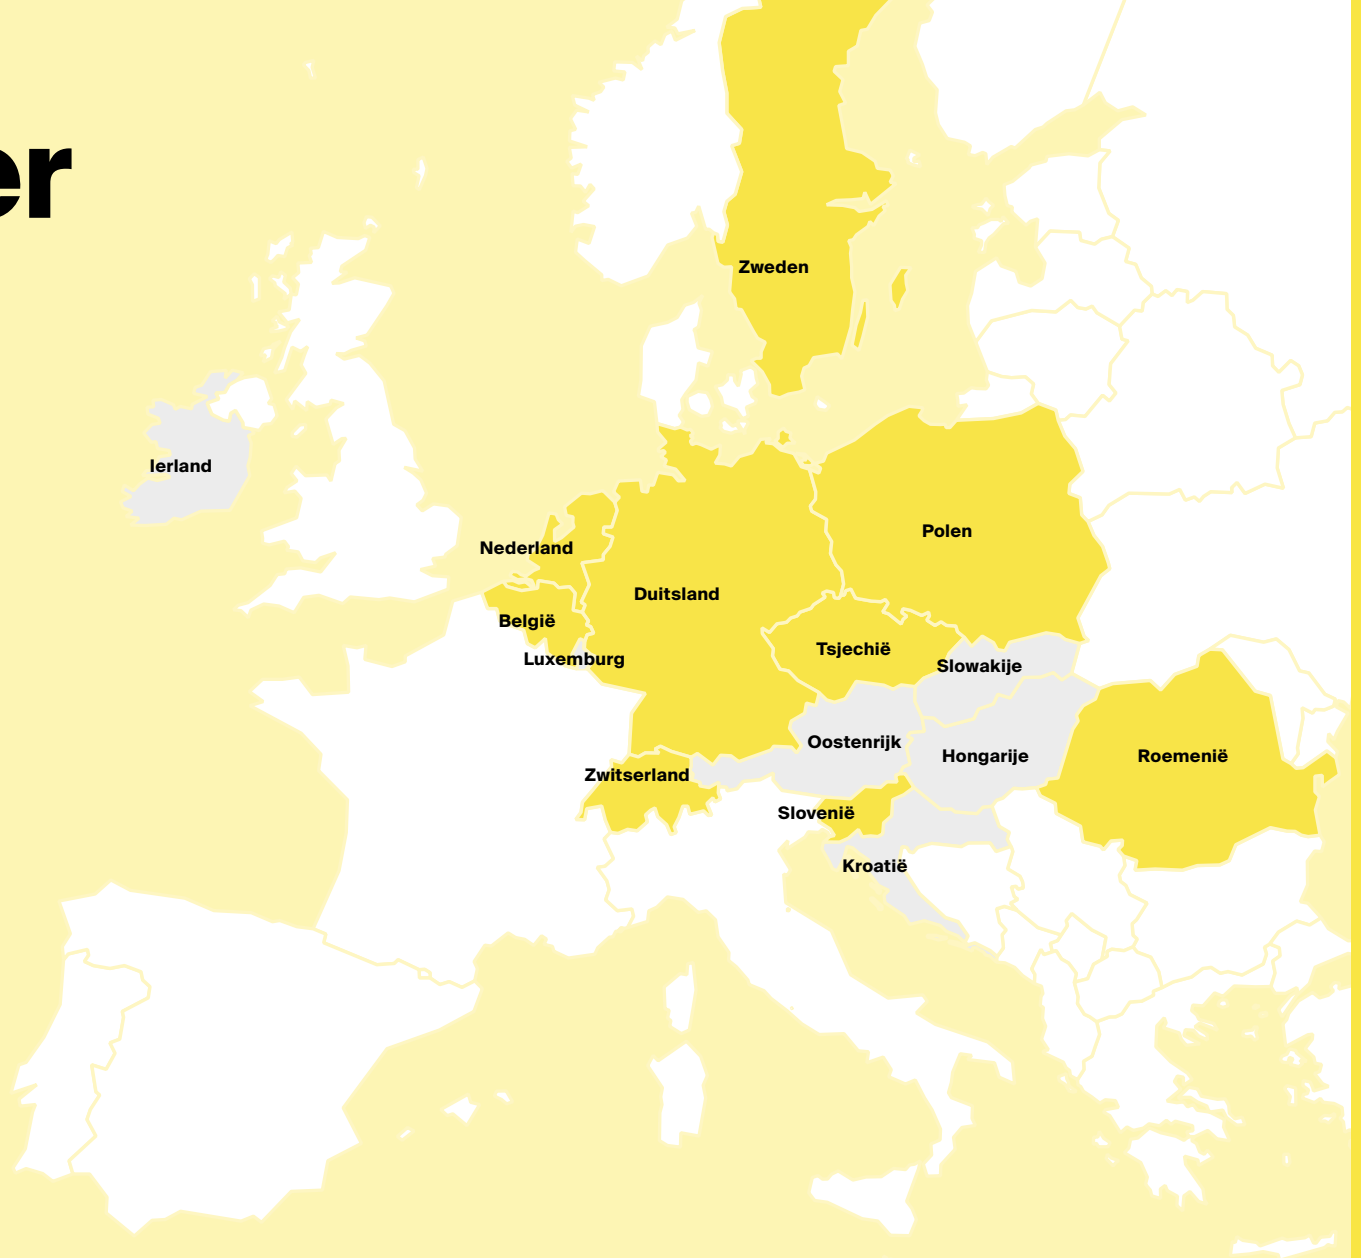 er
Zweden
Ierland
Polen
Nederland
Duitsland
België
Tsjechië
Luxemburg
Slowakije
Oostenrijk
Hongarije
Roemenië
Zwitserland
Slovenië
Kroatië